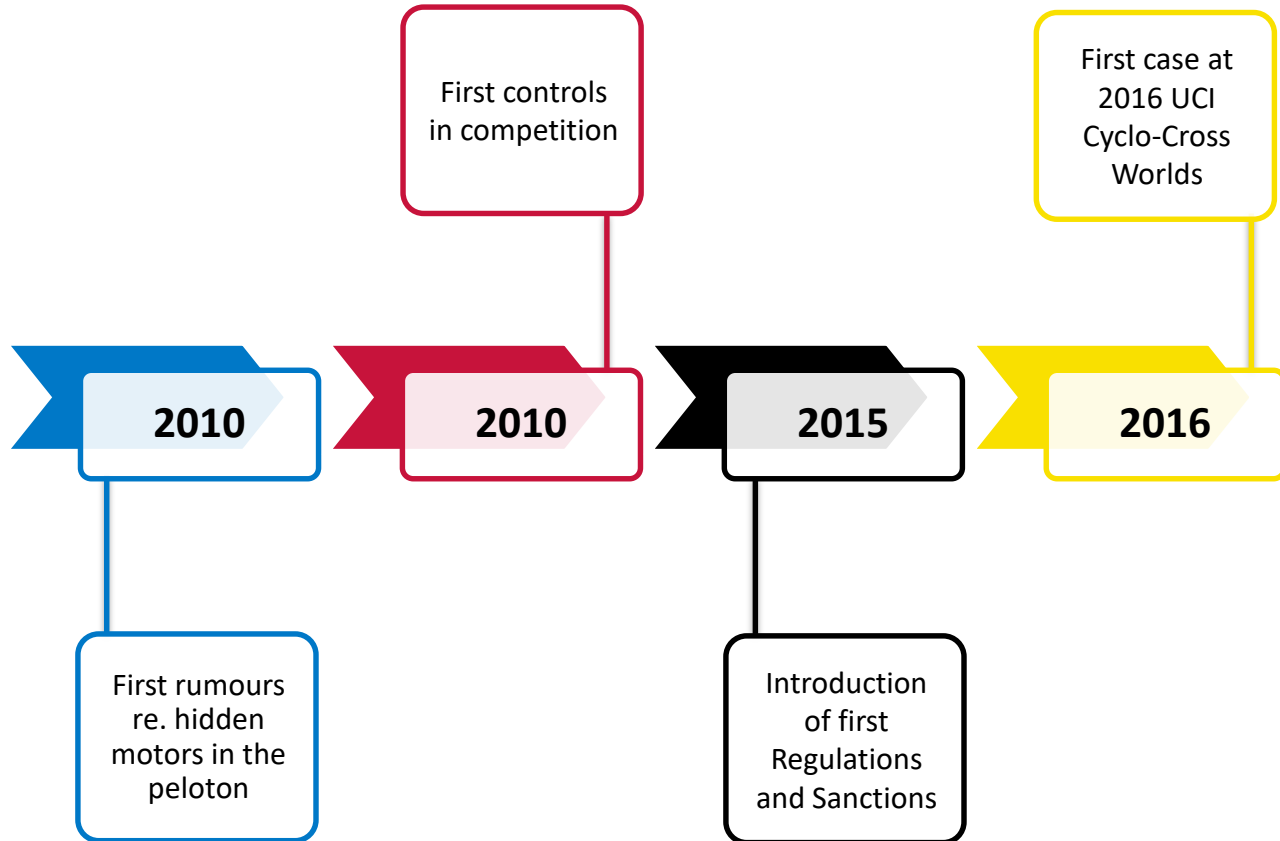 First controls
in competition
First case at
2016 UCI
Cyclo-Cross
Worlds
2010
2010
2015
2016
First rumours
re. hidden
motors in the
peloton
Introduction
of first
Regulations
and Sanctions